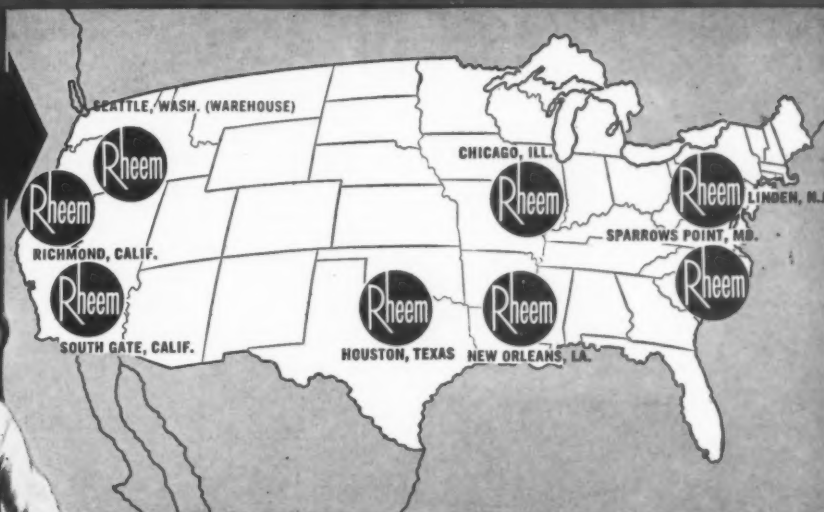 SEATTLE, WASH. (WAREHOUSE)
Rheem
CHICAGO, ILL.
Rheem
Rheem
LINDEN, N.J
Rheem
RICHMOND, CALIF.
SPARROWS POINT, MD.
Rheem
SOUTH GATE, CALIF.
Rheem
HOUSTON, TEXAS
Rheem
NEW ORLEANS, LA.
Rheem